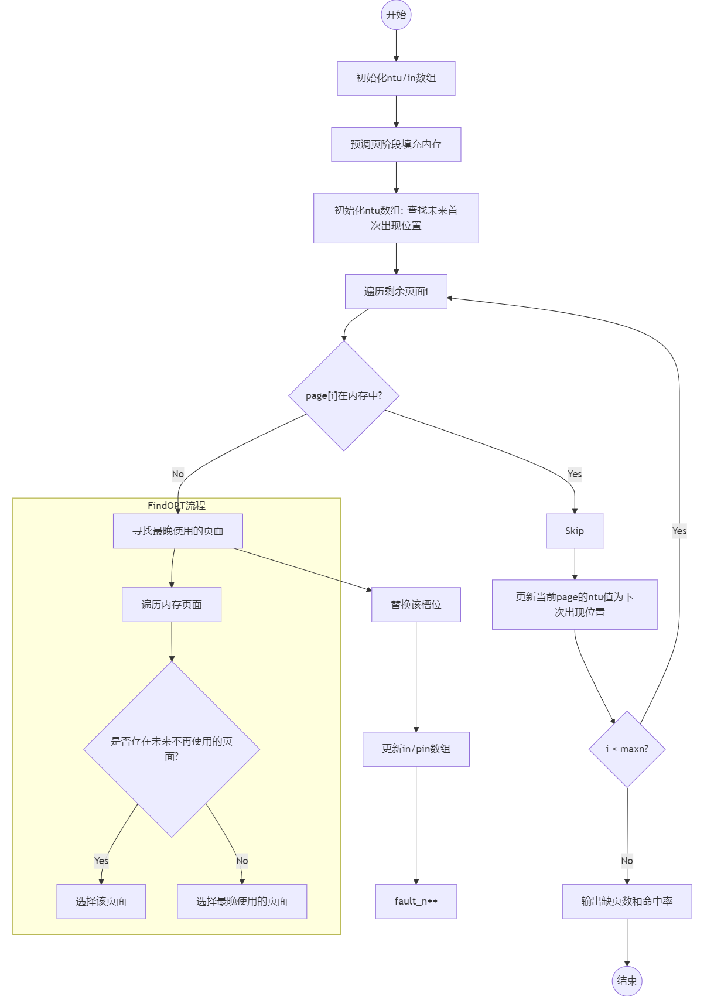 开始
初始化ntu/in数组
预调页阶段填充内存
初始化ntu数组: 查找未来首
次出现位置
遍历剩余页面i
page[i]在内存中?
No
Yes
FindOPT流程
寻找最晚使用的页面
Skip
Yes
遍历内存页面
替换该槽位
更新当前page的ntu值为下
一次出现位置
是否存在未来不再使用的页
面?
更新in/pin数组
i < maxn?
Yes
No
No
选择该页面
选择最晚使用的页面
fault_n++
输出缺页数和命中率
结束